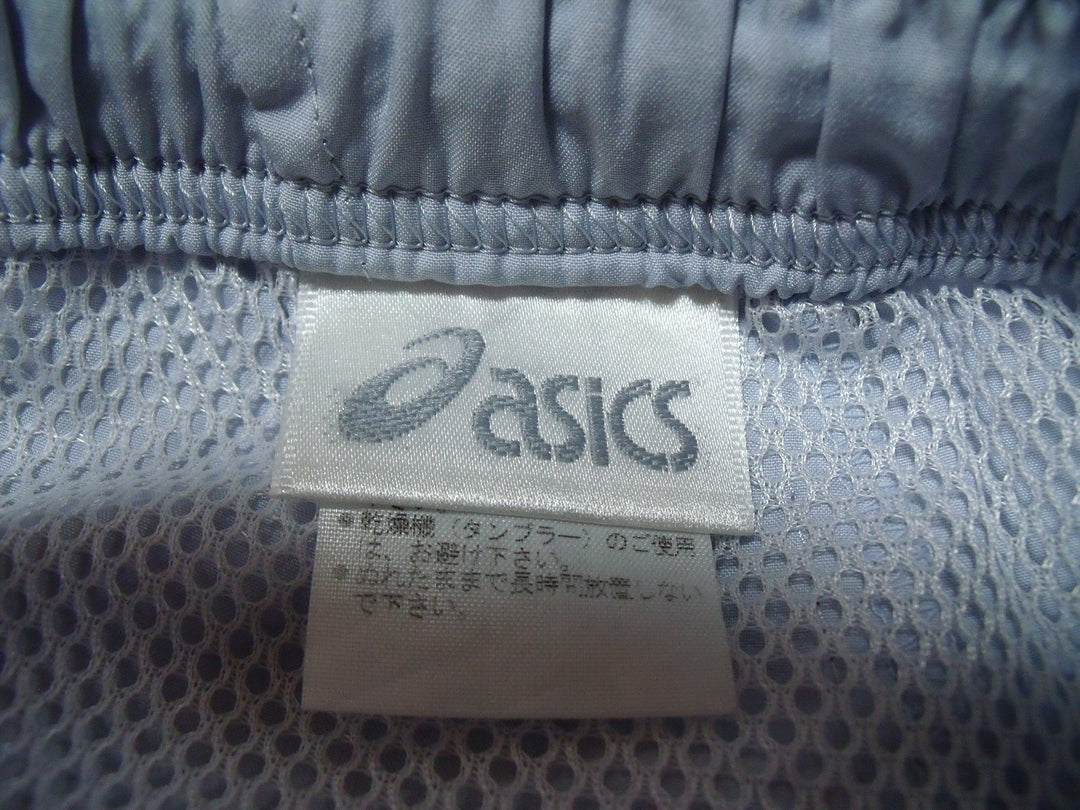 asics
・乾燥機（タンブラー）のご使用
は、お避け下さい。
・ぬれたままで長時間放置しない
で下さい。